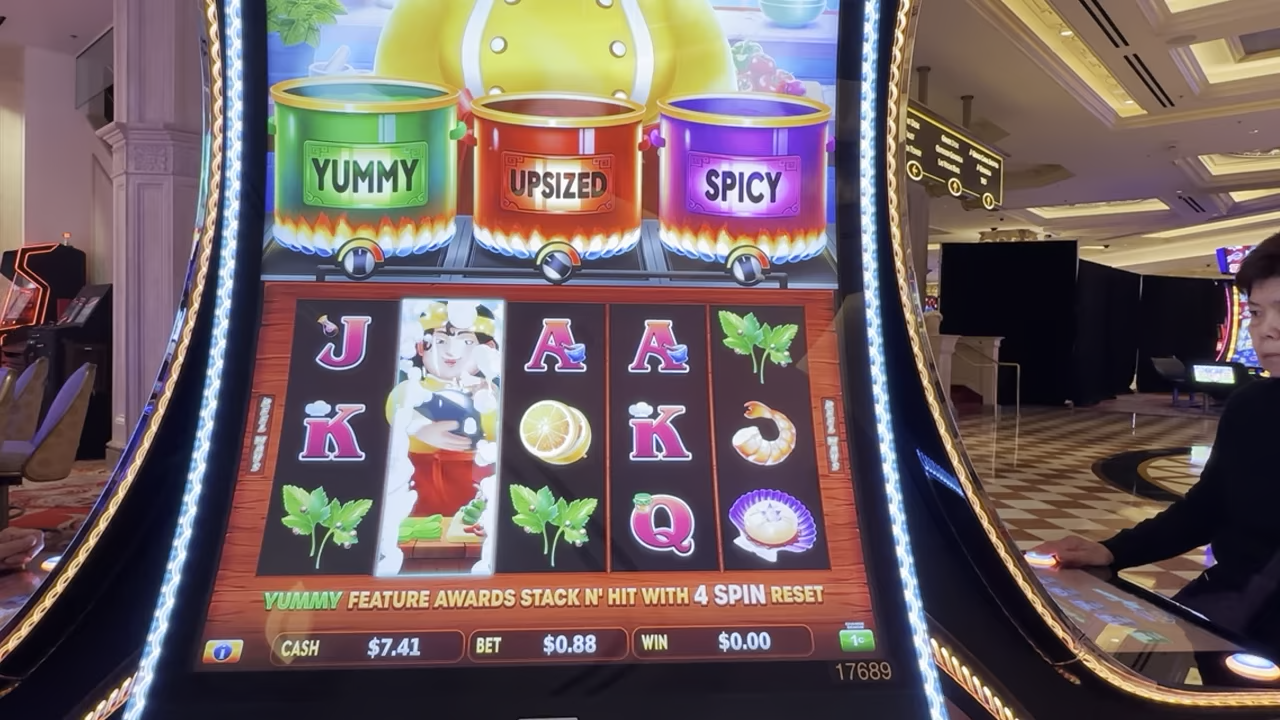 YUMMY
UPSIZED
SPICY
J
A
A
K
K
Q
YUMMY FEATURE AWARDS STACK N' HIT WITH 4 SPIN RESET
CASH $7.41 BET $0.88 WIN $0.00 1¢
17689